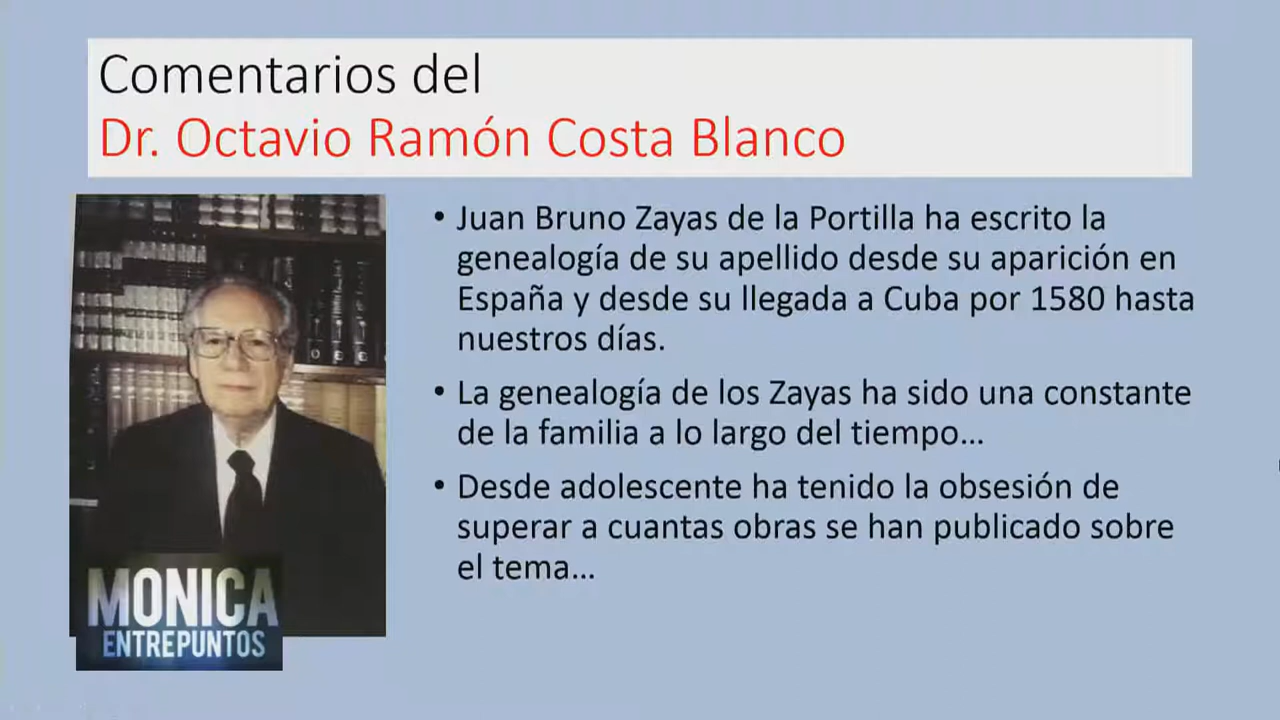 Comentarios del
Dr. Octavio Ramón Costa Blanco
• Juan Bruno Zayas de la Portilla ha escrito la
genealogía de su apellido desde su aparición en
España y desde su llegada a Cuba por 1580 hasta
nuestros días.
• La genealogía de los Zayas ha sido una constante
de la familia a lo largo del tiempo...
• Desde adolescente ha tenido la obsesión de
superar a cuantas obras se han publicado sobre
el tema...
MONICA
ENTREPUNTOS